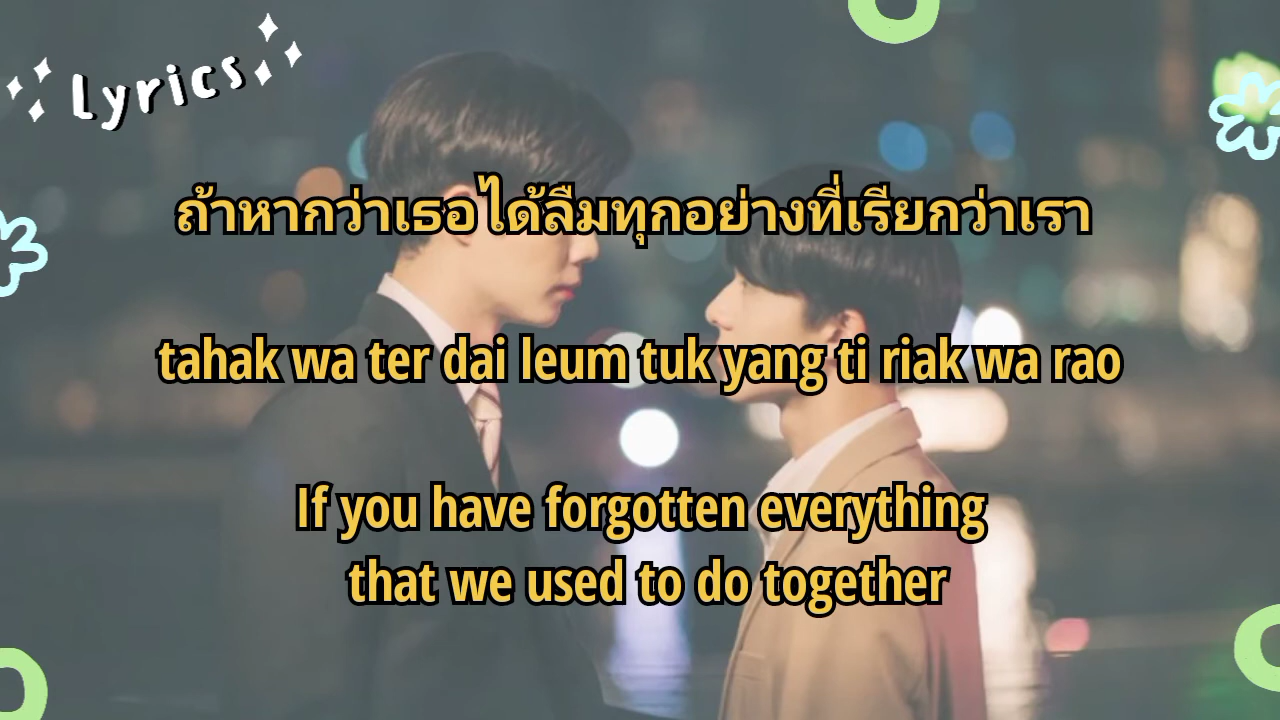 Lyrics
ถ้าหากว่าเธอได้ลืมทุกอย่างที่เรียกว่าเรา
tahak wa ter dai leum tuk yang ti riak wa rao
If you have forgotten everything
that we used to do together